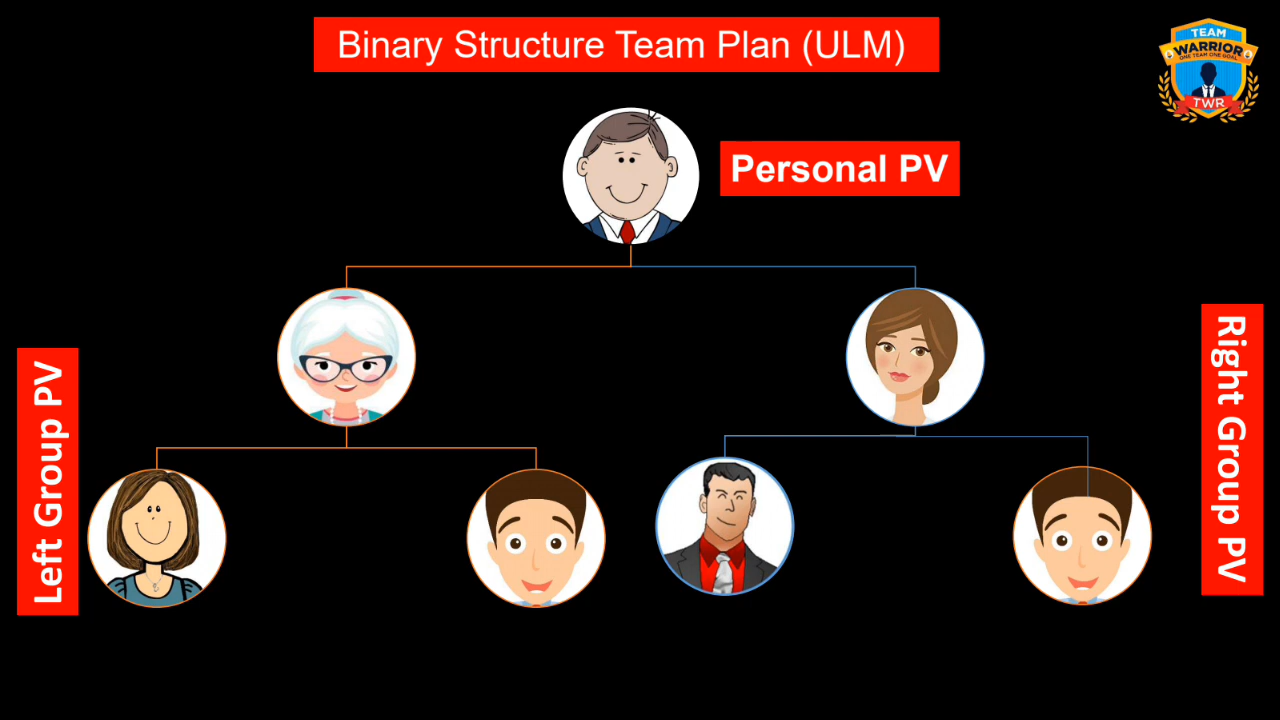 Binary Structure Team Plan (ULM)
TEAM
WARRIOR
ONE TEAM ONE GOAL
TWR
Personal PV
Left Group PV
Right Group PV